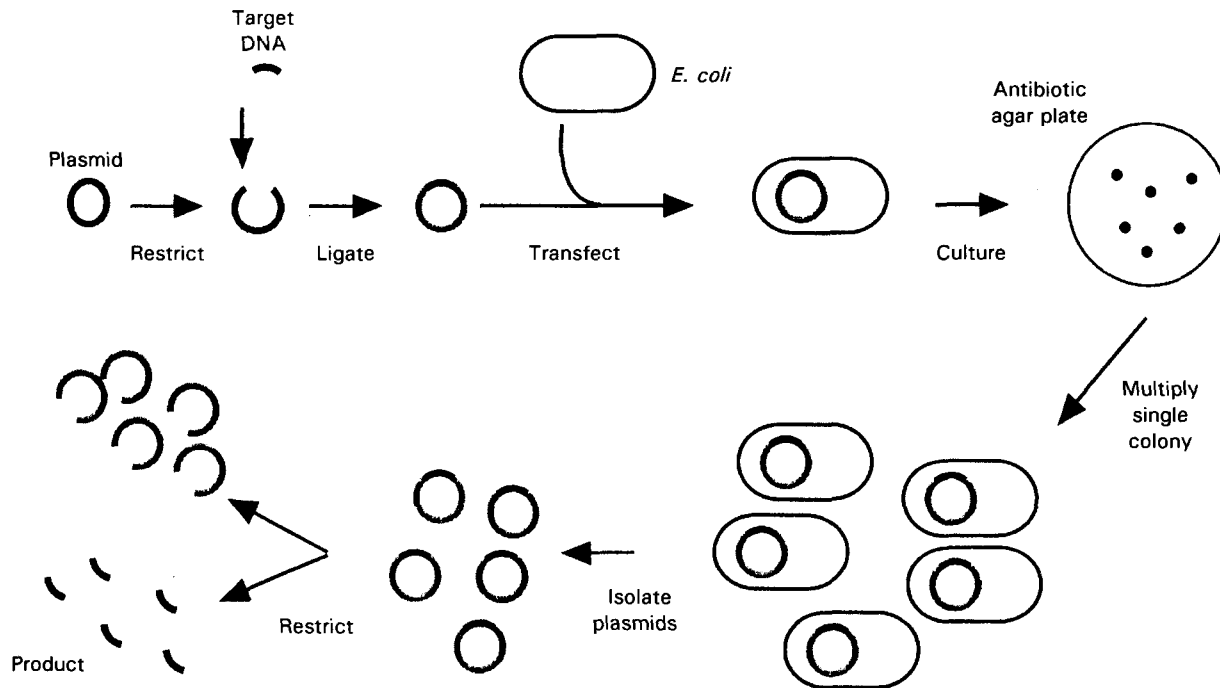 Target
DNA
E. coli
Antibiotic
agar plate
Plasmid
Restrict
Ligate
Transfect
Culture
Multiply
single
colony
Isolate
plasmids
Restrict
Product